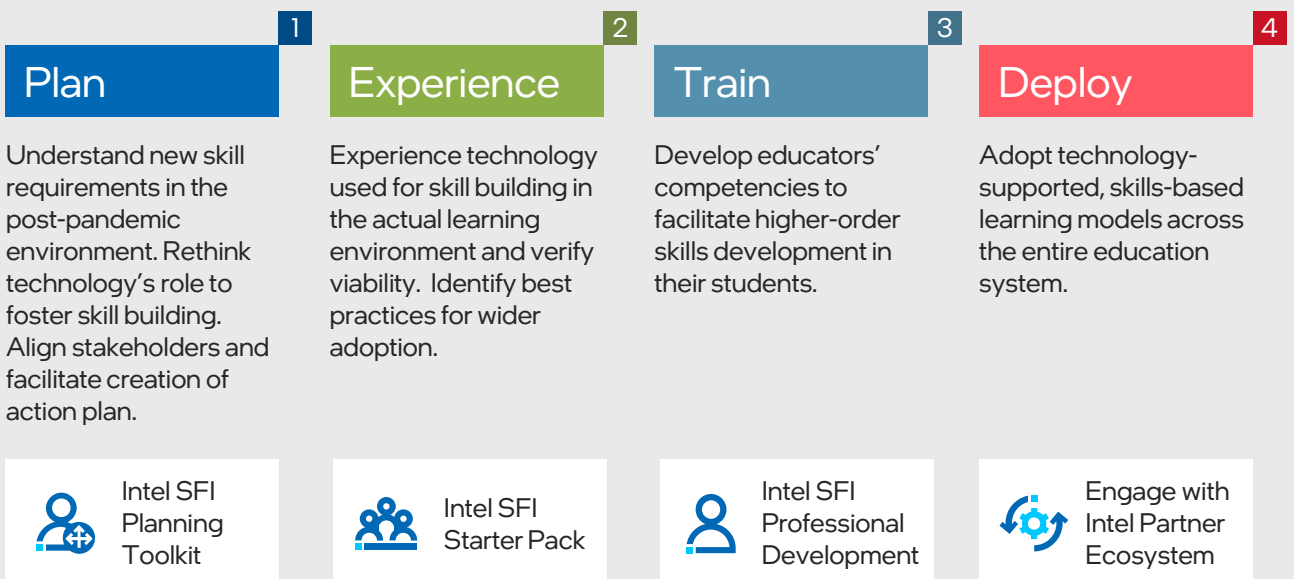 1
Plan
Understand new skill
requirements in the
post-pandemic
environment. Rethink
technology's role to
foster skill building.
Align stakeholders and
facilitate creation of
action plan.
Intel SFI
Planning
Toolkit
2
Experience
Experience technology
used for skill building in
the actual learning
environment and verify
viability.  Identify best
practices for wider
adoption.
Intel SFI
Starter Pack
3
Train
Develop educators'
competencies to
facilitate higher-order
skills development in
their students.
Intel SFI
Professional
Development
4
Deploy
Adopt technology-
supported, skills-based
learning models across
the entire education
system.
Engage with
Intel Partner
Ecosystem